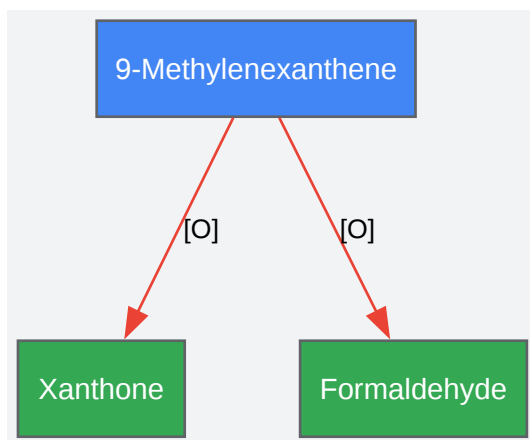 9-Methylenexanthene
[O]
[O]
Xanthone
Formaldehyde